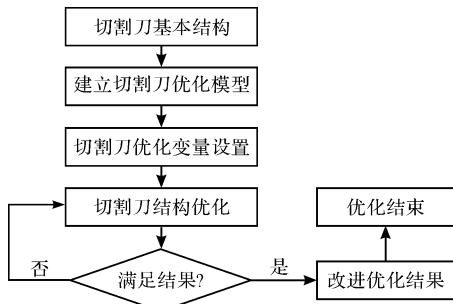 切割刀基本结构
建立切割刀优化模型
切割刀优化变量设置
切割刀结构优化
优化结束
否
满足结果?
是
改进优化结果